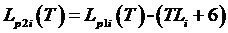 L_{p2i}(T) = L_{p1i}(T)-(TL_i + 6)